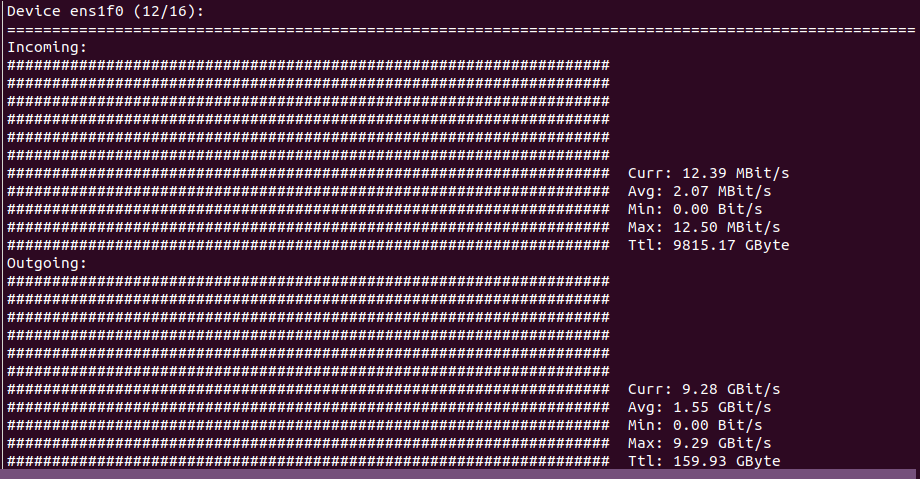 Device ens1f0 (12/16):
=====================================================================================================
Incoming:
###################################################################
###################################################################
###################################################################
###################################################################
###################################################################
###################################################################
###################################################################  Curr: 12.39 MBit/s
###################################################################  Avg: 2.07 MBit/s
###################################################################  Min: 0.00 Bit/s
###################################################################  Max: 12.50 MBit/s
###################################################################  Ttl: 9815.17 GByte
Outgoing:
###################################################################
###################################################################
###################################################################
###################################################################
###################################################################
###################################################################
###################################################################  Curr: 9.28 GBit/s
###################################################################  Avg: 1.55 GBit/s
###################################################################  Min: 0.00 Bit/s
###################################################################  Max: 9.29 GBit/s
###################################################################  Ttl: 159.93 GByte